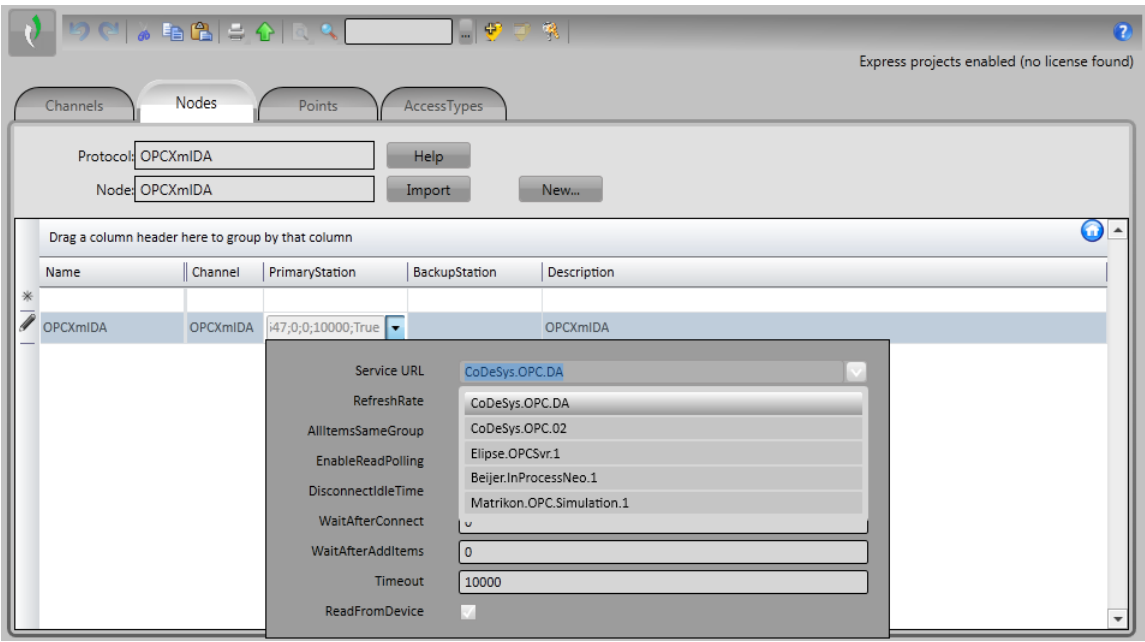 Express projects enabled (no license found)
Channels Nodes Points AccessTypes
Protocol: OPCXmlDA Help
Node: OPCXmlDA Import New...
Drag a column header here to group by that column
Name Channel PrimaryStation BackupStation Description
OPCXmlDA OPCXmlDA i47;0;0;10000;True OPCXmlDA
Service URL CoDeSys.OPC.DA
RefreshRate CoDeSys.OPC.DA
AllItemsSameGroup CoDeSys.OPC.02
EnableReadPolling Elipse.OPCSvr.1
Beijer.InProcessNeo.1
DisconnectIdleTime
Matrikon.OPC.Simulation.1
WaitAfterConnect 0
WaitAfterAddItems 0
Timeout 10000
ReadFromDevice